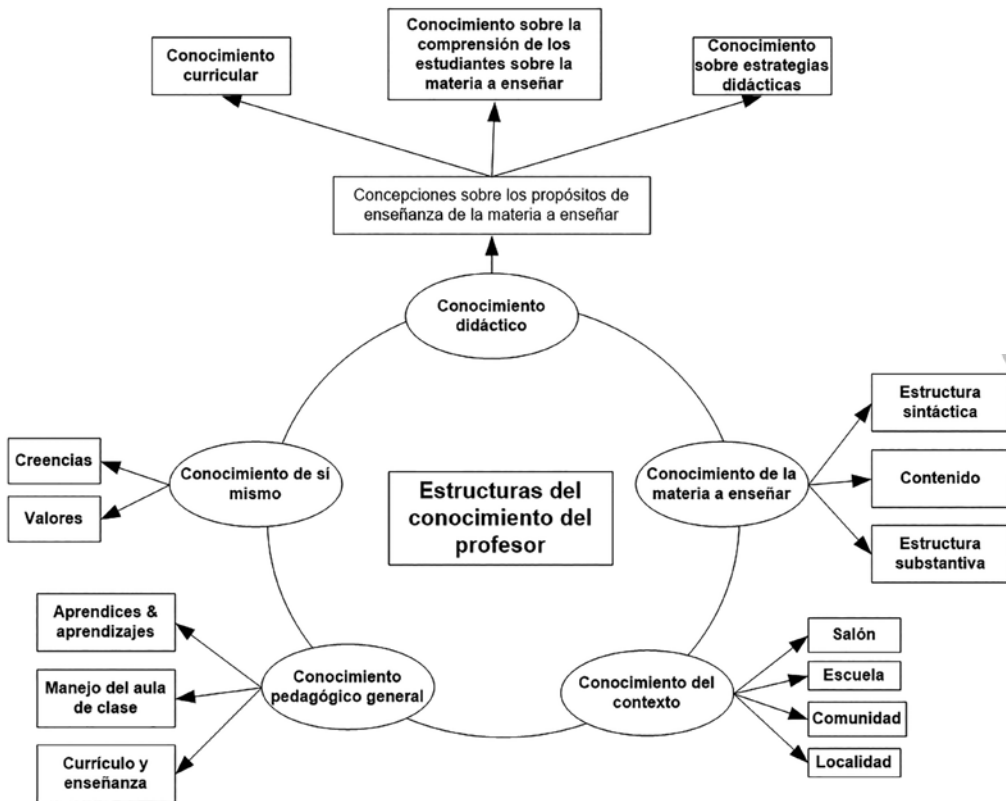 Conocimiento
curricular
Conocimiento sobre la
comprensión de los
estudiantes sobre la
materia a enseñar
Conocimiento
sobre estrategias
didácticas
Concepciones sobre los propósitos de
enseñanza de la materia a enseñar
Conocimiento
didáctico
Estructura
sintáctica
Creencias
Valores
Conocimiento de sí
mismo
Estructuras del
conocimiento del
profesor
Conocimiento de la
materia a enseñar
Contenido
Estructura
substantiva
Aprendices &
aprendizajes
Manejo del aula
de clase
Currículo y
enseñanza
Conocimiento
pedagógico general
Conocimiento del
contexto
Salón
Escuela
Comunidad
Localidad